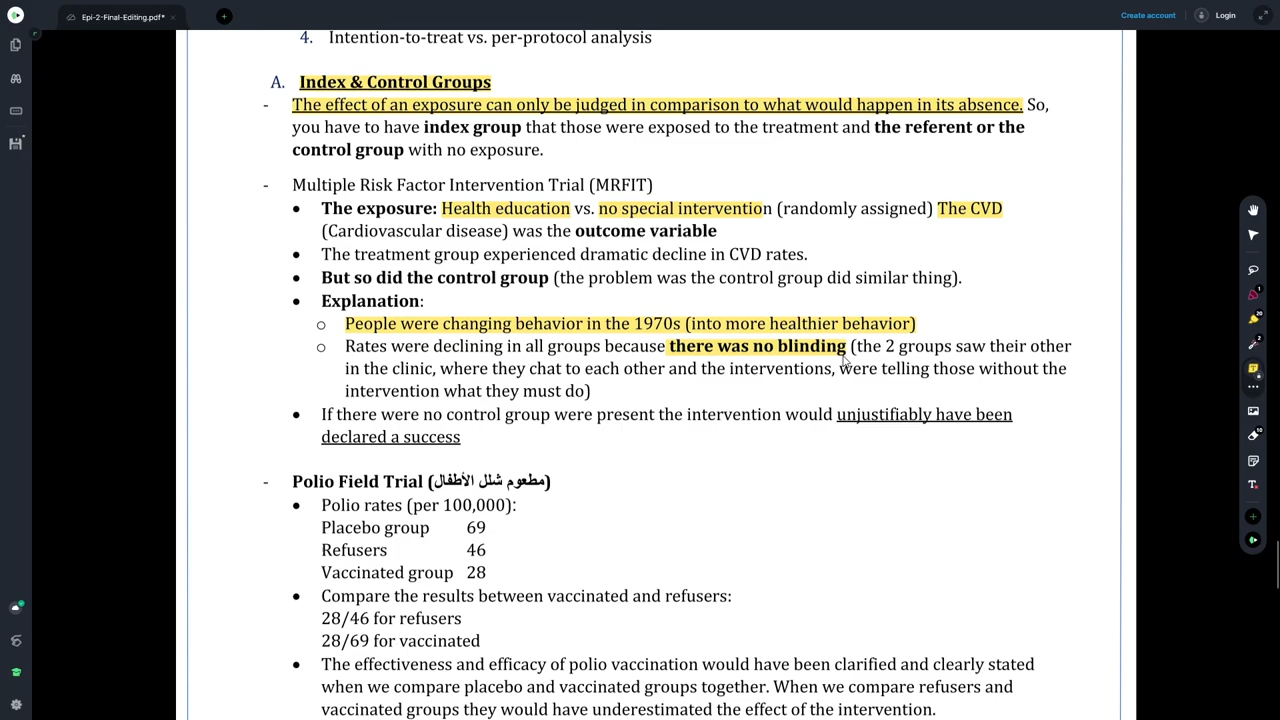 Epi-2-Final-Editing.pdf*
Create account
Login
4. Intention-to-treat vs. per-protocol analysis
A. Index & Control Groups
- The effect of an exposure can only be judged in comparison to what would happen in its absence. So,
you have to have index group that those were exposed to the treatment and the referent or the
control group with no exposure.
- Multiple Risk Factor Intervention Trial (MRFIT)
• The exposure: Health education vs. no special intervention (randomly assigned) The CVD
(Cardiovascular disease) was the outcome variable
• The treatment group experienced dramatic decline in CVD rates.
• But so did the control group (the problem was the control group did similar thing).
• Explanation:
o People were changing behavior in the 1970s (into more healthier behavior)
o Rates were declining in all groups because there was no blinding (the 2 groups saw their other
in the clinic, where they chat to each other and the interventions, were telling those without the
intervention what they must do)
• If there were no control group were present the intervention would unjustifiably have been
declared a success
- Polio Field Trial (مطعوم شلل الأطفال)
• Polio rates (per 100,000):
Placebo group 69
Refusers 46
Vaccinated group 28
• Compare the results between vaccinated and refusers:
28/46 for refusers
28/69 for vaccinated
• The effectiveness and efficacy of polio vaccination would have been clarified and clearly stated
when we compare placebo and vaccinated groups together. When we compare refusers and
vaccinated groups they would have underestimated the effect of the intervention.